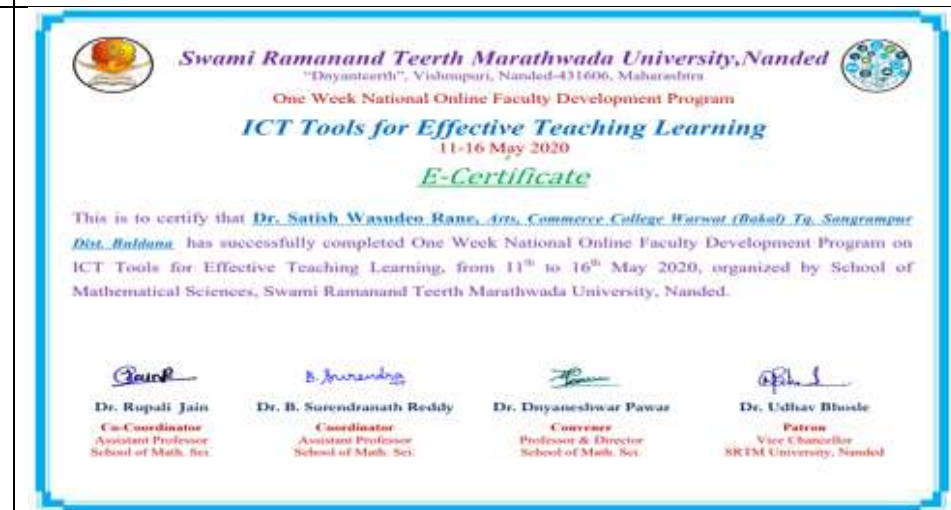 Swami Ramanand Teerth Marathwada University,Nanded
"Dnyanteerth", Vishnupuri, Nanded-431606, Maharashtra
One Week National Online Faculty Development Program
ICT Tools for Effective Teaching Learning
11-16 May 2020
E-Certificate
This is to certify that Dr. Satish Wasudeo Rane, Arts, Commerce College Warwat (Bakal) Tq. Sangrampur
Dist. Buldana has successfully completed One Week National Online Faculty Development Program on
ICT Tools for Effective Teaching Learning, from 11th to 16th May 2020, organized by School of
Mathematical Sciences, Swami Ramanand Teerth Marathwada University, Nanded.
B. Surendra
Dr. Rupali Jain Dr. B. Surendranath Reddy Dr. Dnyaneshwar Pawar Dr. Udhav Bhosle
Co-Coordinator Coordinator Convener Patron
Assistant Professor Assistant Professor Professor & Director Vice Chancellor
School of Math. Sci. School of Math. Sci. School of Math. Sci. SRTM University, Nanded